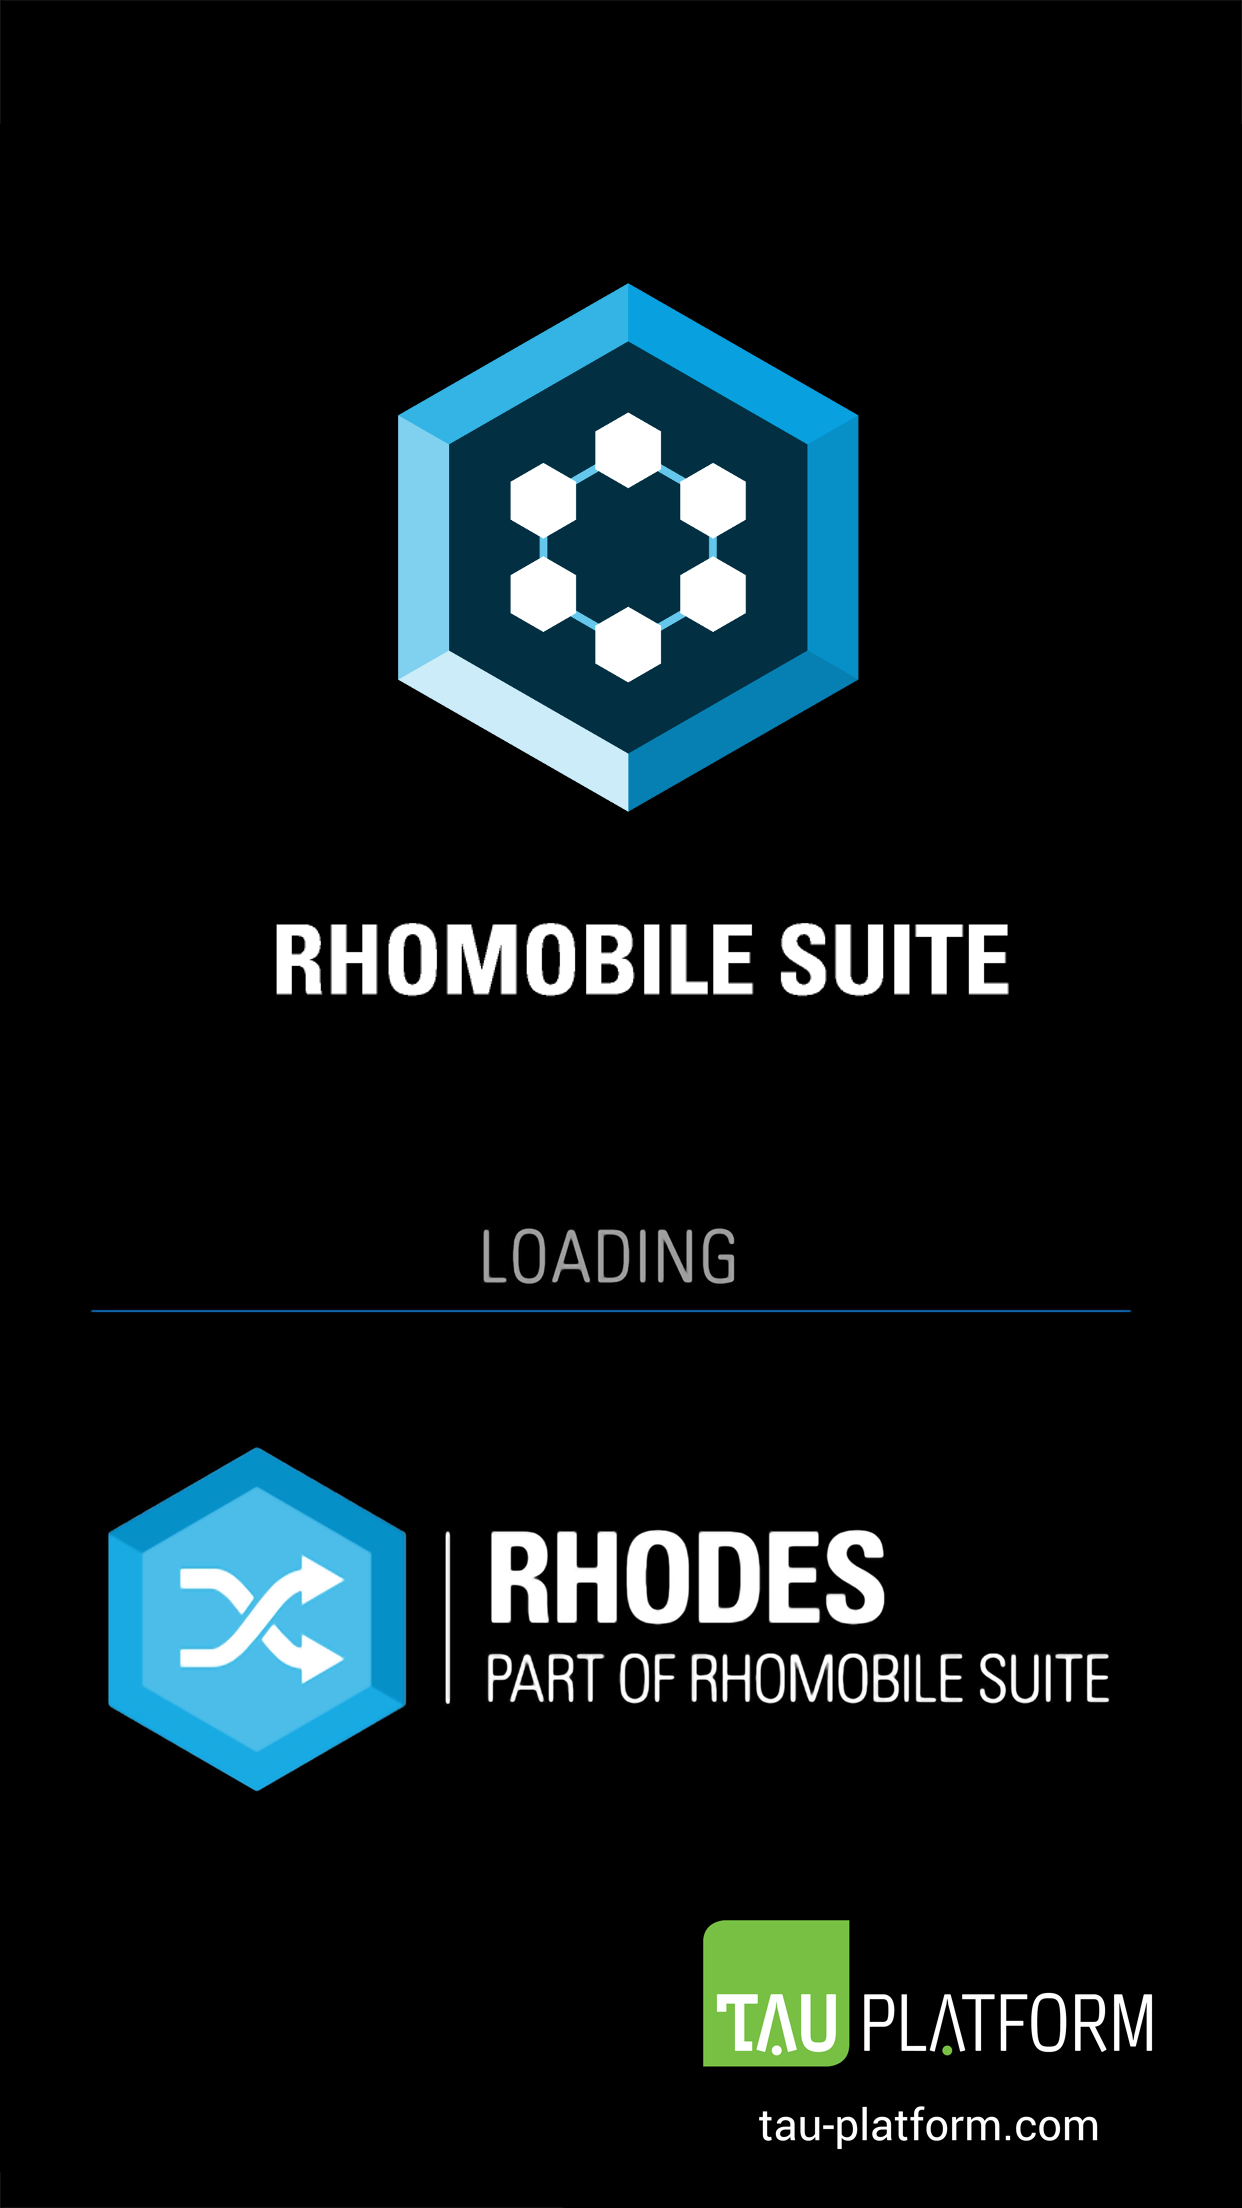 RHOMOBILE SUITE
LOADING
RHODES
PART OF RHOMOBILE SUITE
TAU PLATFORM
tau-platform.com